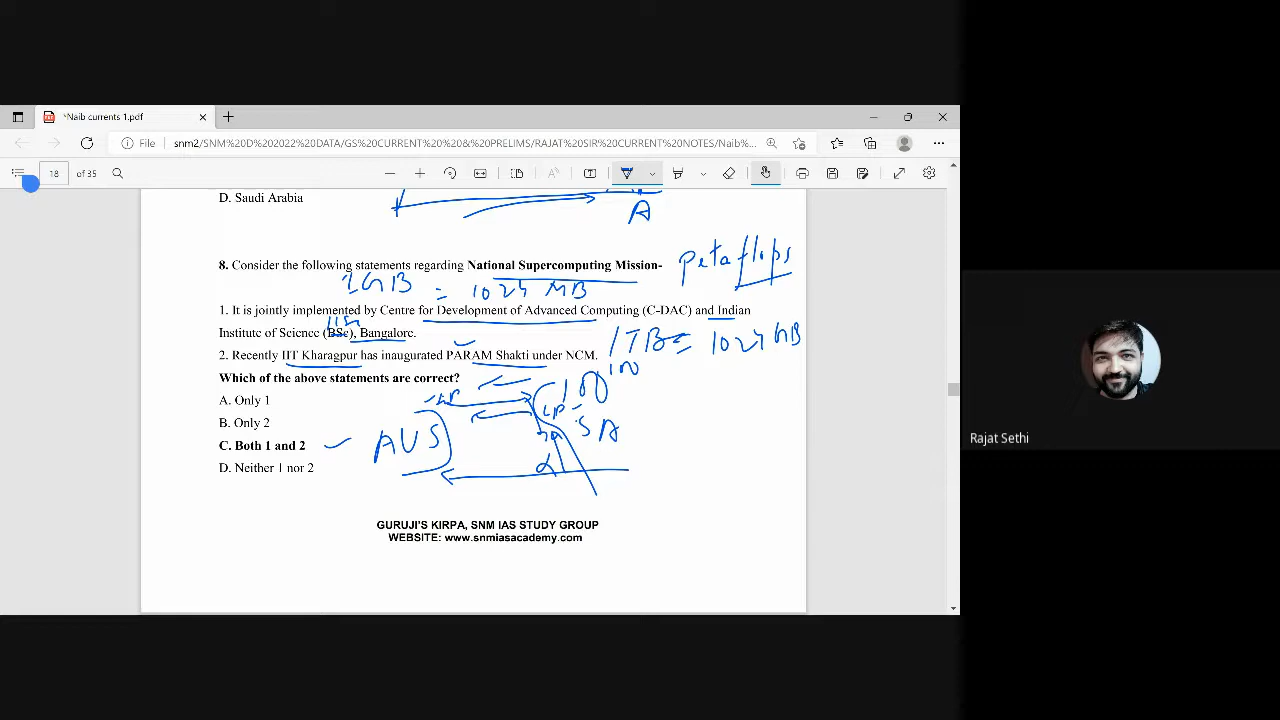 *Naib currents 1.pdf
File snm2/SNM%20D%202022%20DATA/GS%20CURRENT%20%20&%20PRELIMS/RAJAT%20SIR%20CURRENT%20NOTES/Naib%...
18 of 35
D. Saudi Arabia
A
petaflops
8. Consider the following statements regarding National Supercomputing Mission-
1GB = 1024 MB
1. It is jointly implemented by Centre for Development of Advanced Computing (C-DAC) and Indian
IISc
Institute of Science (BSc), Bangalore.
1TB = 1024 GB
2. Recently IIT Kharagpur has inaugurated PARAM Shakti under NCM.
100
Which of the above statements are correct?
A. Only 1
B. Only 2
AUS
SA
C. Both 1 and 2
D. Neither 1 nor 2
Rajat Sethi
GURUJI'S KIRPA, SNM IAS STUDY GROUP
WEBSITE: www.snmiasacademy.com